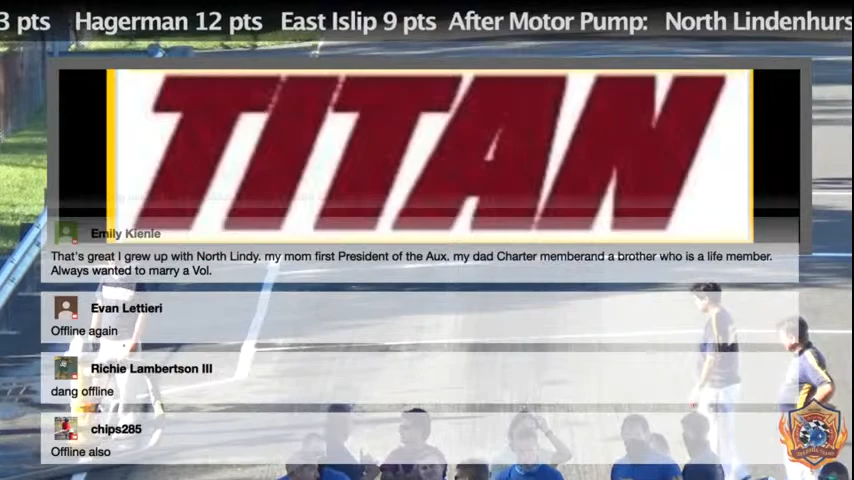 3 pts Hagerman 12 pts East Islip 9 pts After Motor Pump: North Lindenhurs
TITAN
Emily Kienle
That's great I grew up with North Lindy. my mom first President of the Aux. my dad Charter memberand a brother who is a life member.
Always wanted to marry a Vol.
Evan Lettieri
Offline again
Richie Lambertson III
dang offline
chips285
Offline also